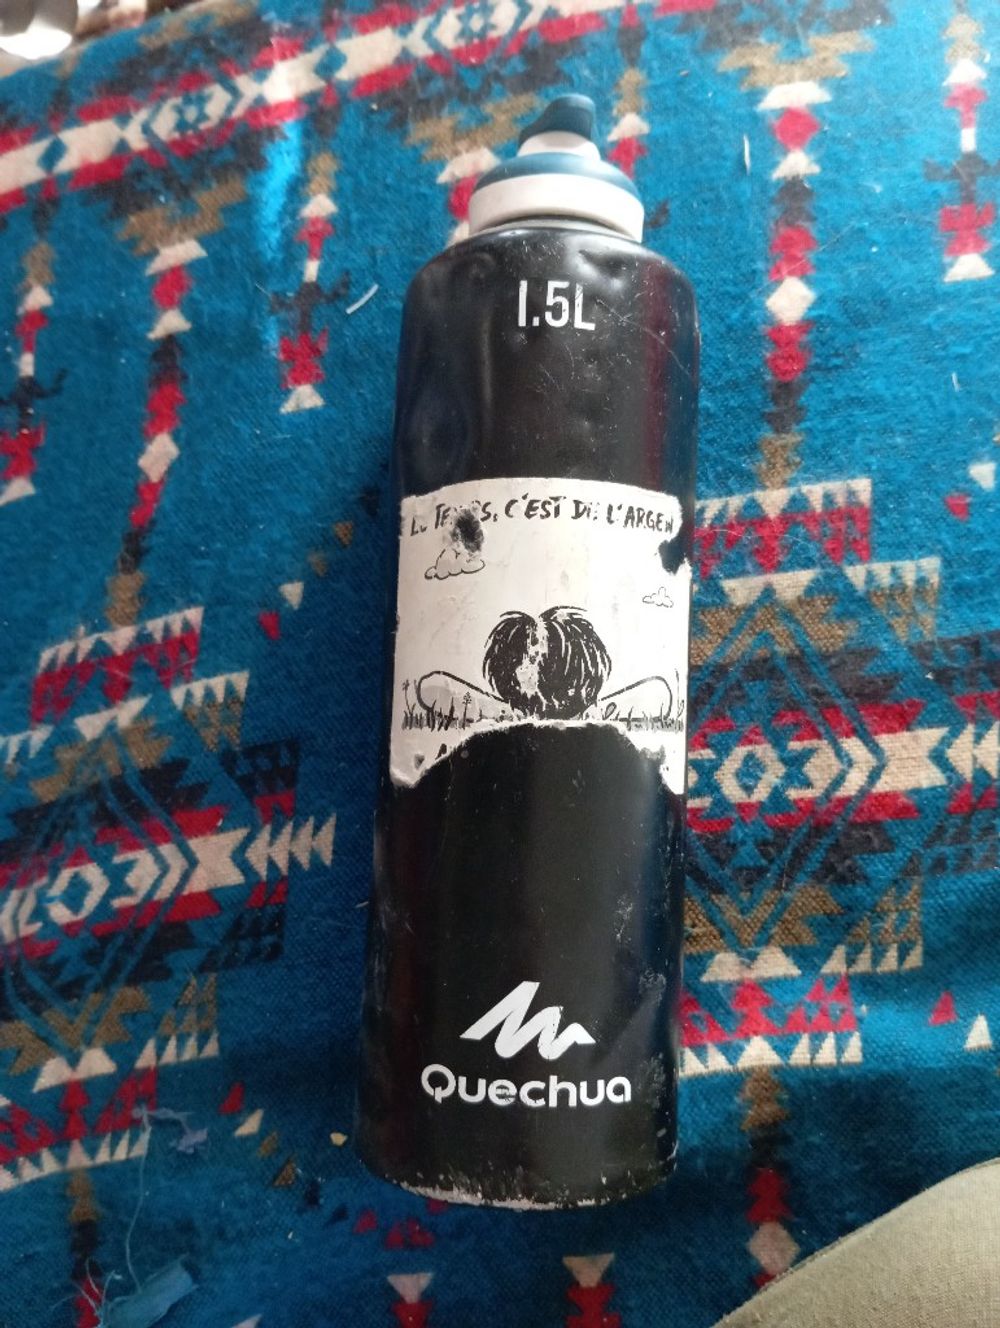 1.5L
C'EST DE L'ARGEN
Quechua